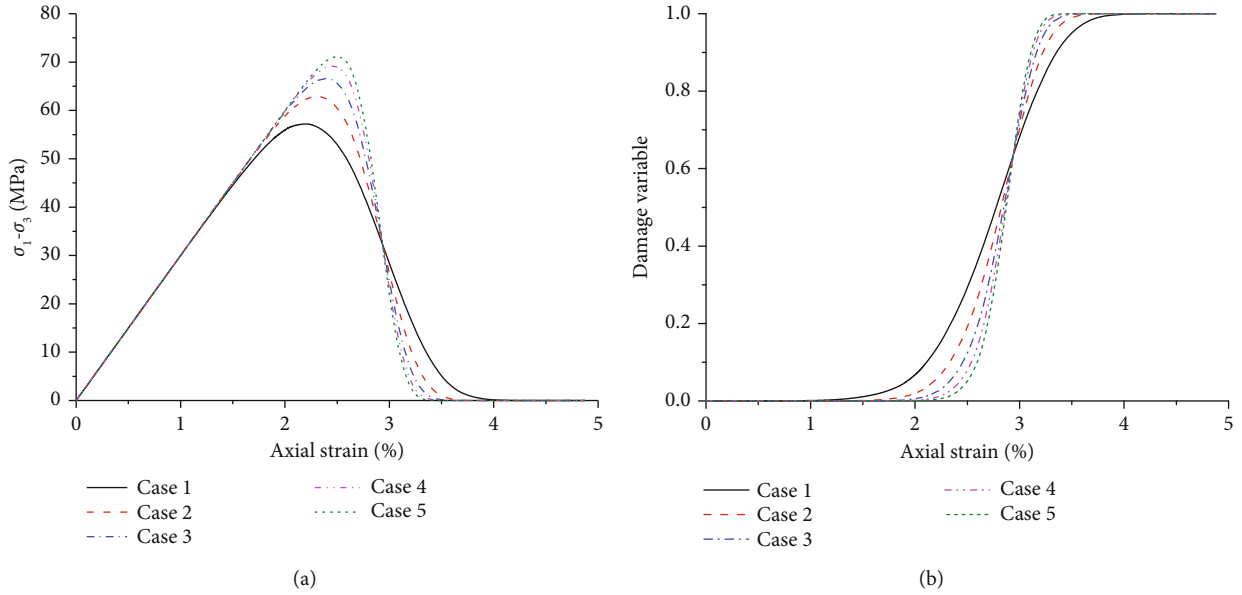 80
70
60
50
40
30
20
10
0
σ1-σ3 (MPa)
0 1 2 3 4 5
Axial strain (%)
Case 1
Case 2
Case 3
Case 4
Case 5
(a)
1.0
0.8
0.6
0.4
0.2
0.0
Damage variable
0 1 2 3 4 5
Axial strain (%)
Case 1
Case 2
Case 3
Case 4
Case 5
(b)